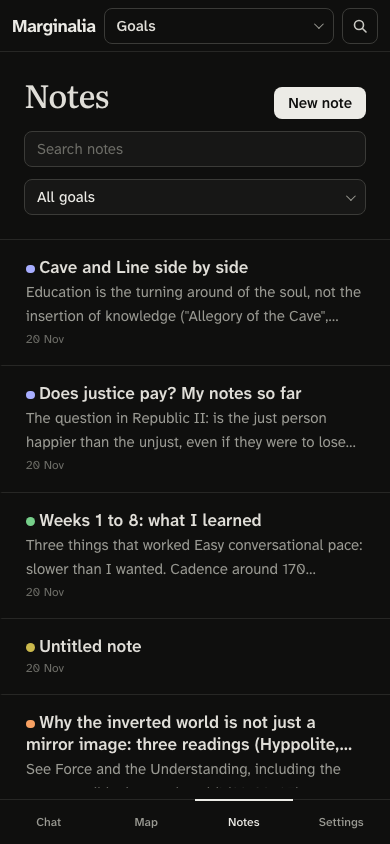 Marginalia
Goals
Notes
New note
Search notes
All goals
Cave and Line side by side
Education is the turning around of the soul, not the
insertion of knowledge ("Allegory of the Cave",...
20 Nov
Does justice pay? My notes so far
The question in Republic II: is the just person
happier than the unjust, even if they were to lose...
20 Nov
Weeks 1 to 8: what I learned
Three things that worked Easy conversational pace:
slower than I wanted. Cadence around 170...
20 Nov
Untitled note
20 Nov
Why the inverted world is not just a
mirror image: three readings (Hyppolite,...
See Force and the Understanding, including the
Chat
Map
Notes
Settings